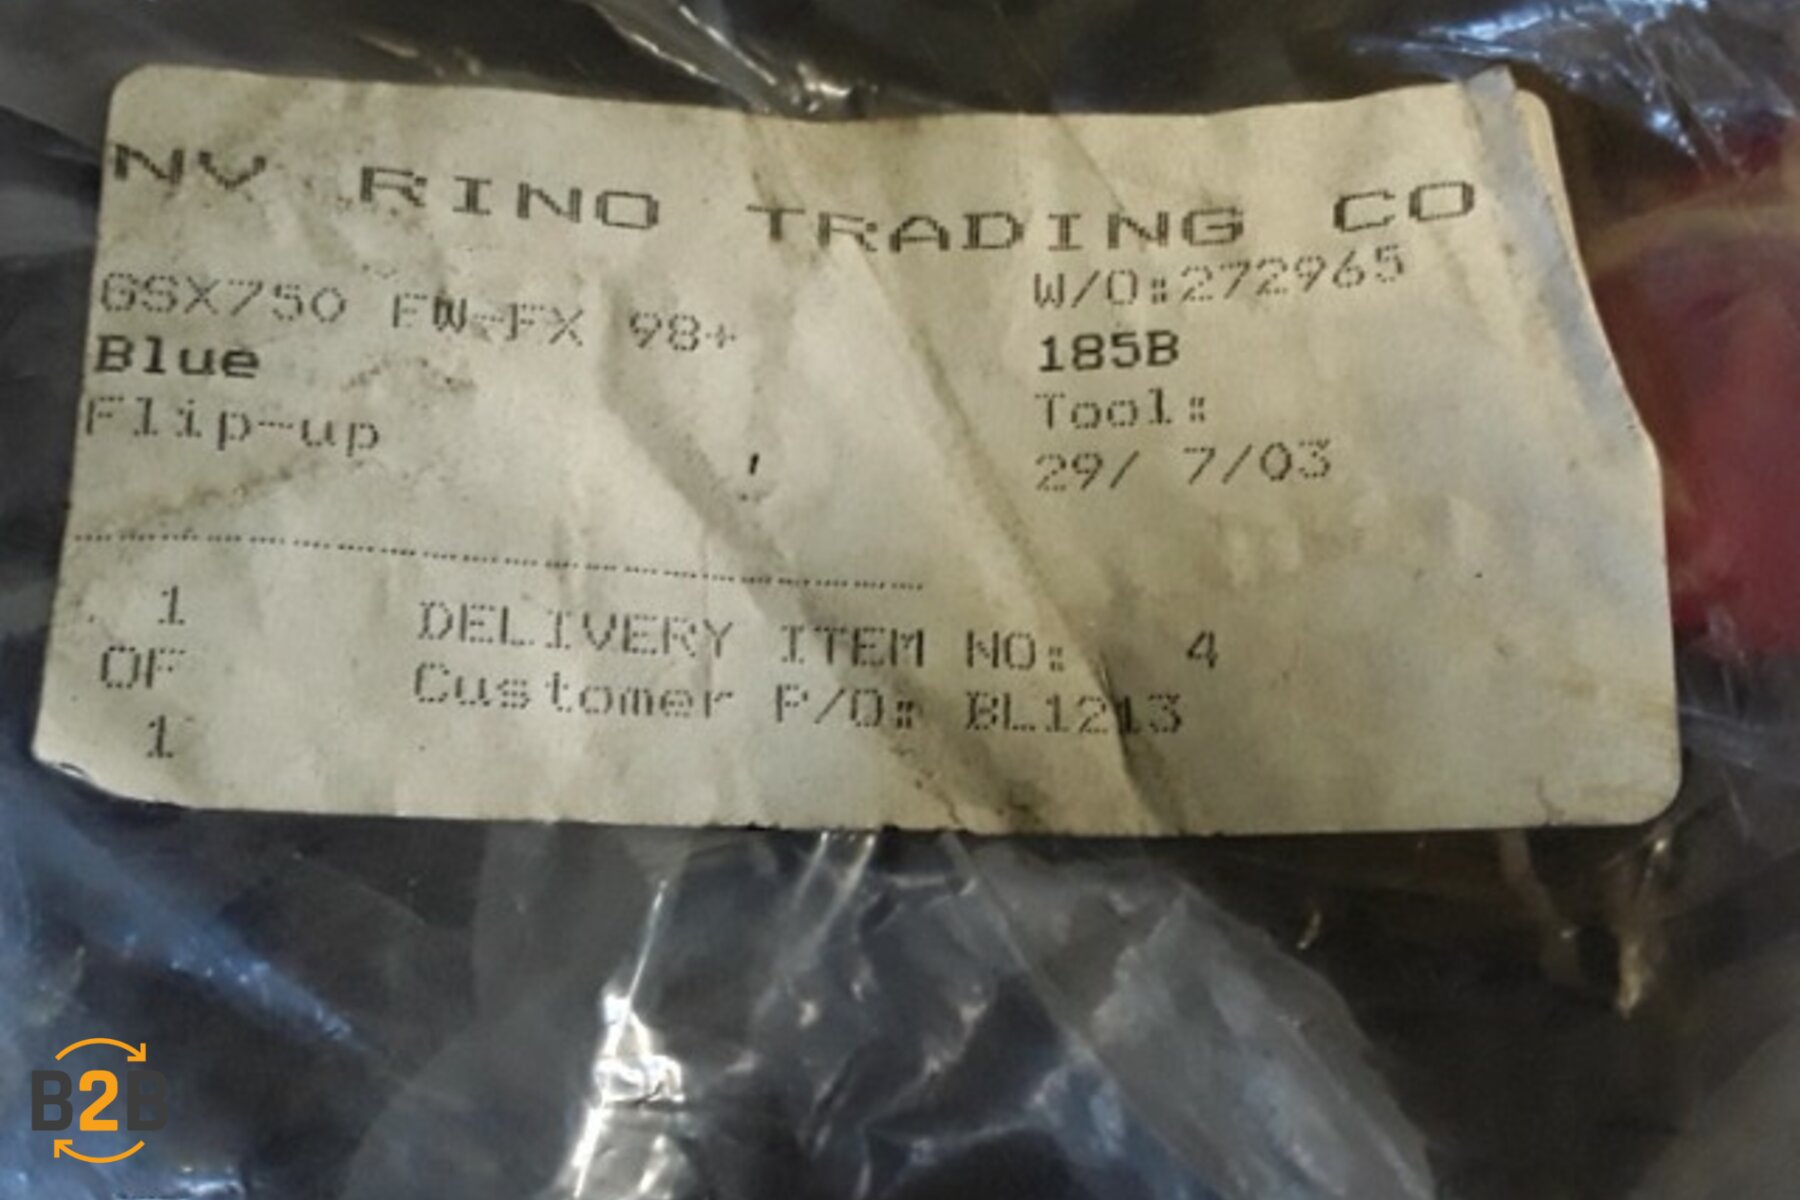 NV RINO TRADING CO
GSX750 FW-FX 98+
W/O:272965
Blue
185B
Flip-up
Tool:
29/ 7/03
1
OF
1
DELIVERY ITEM NO: 4
Customer P/O: BL1213
B2B